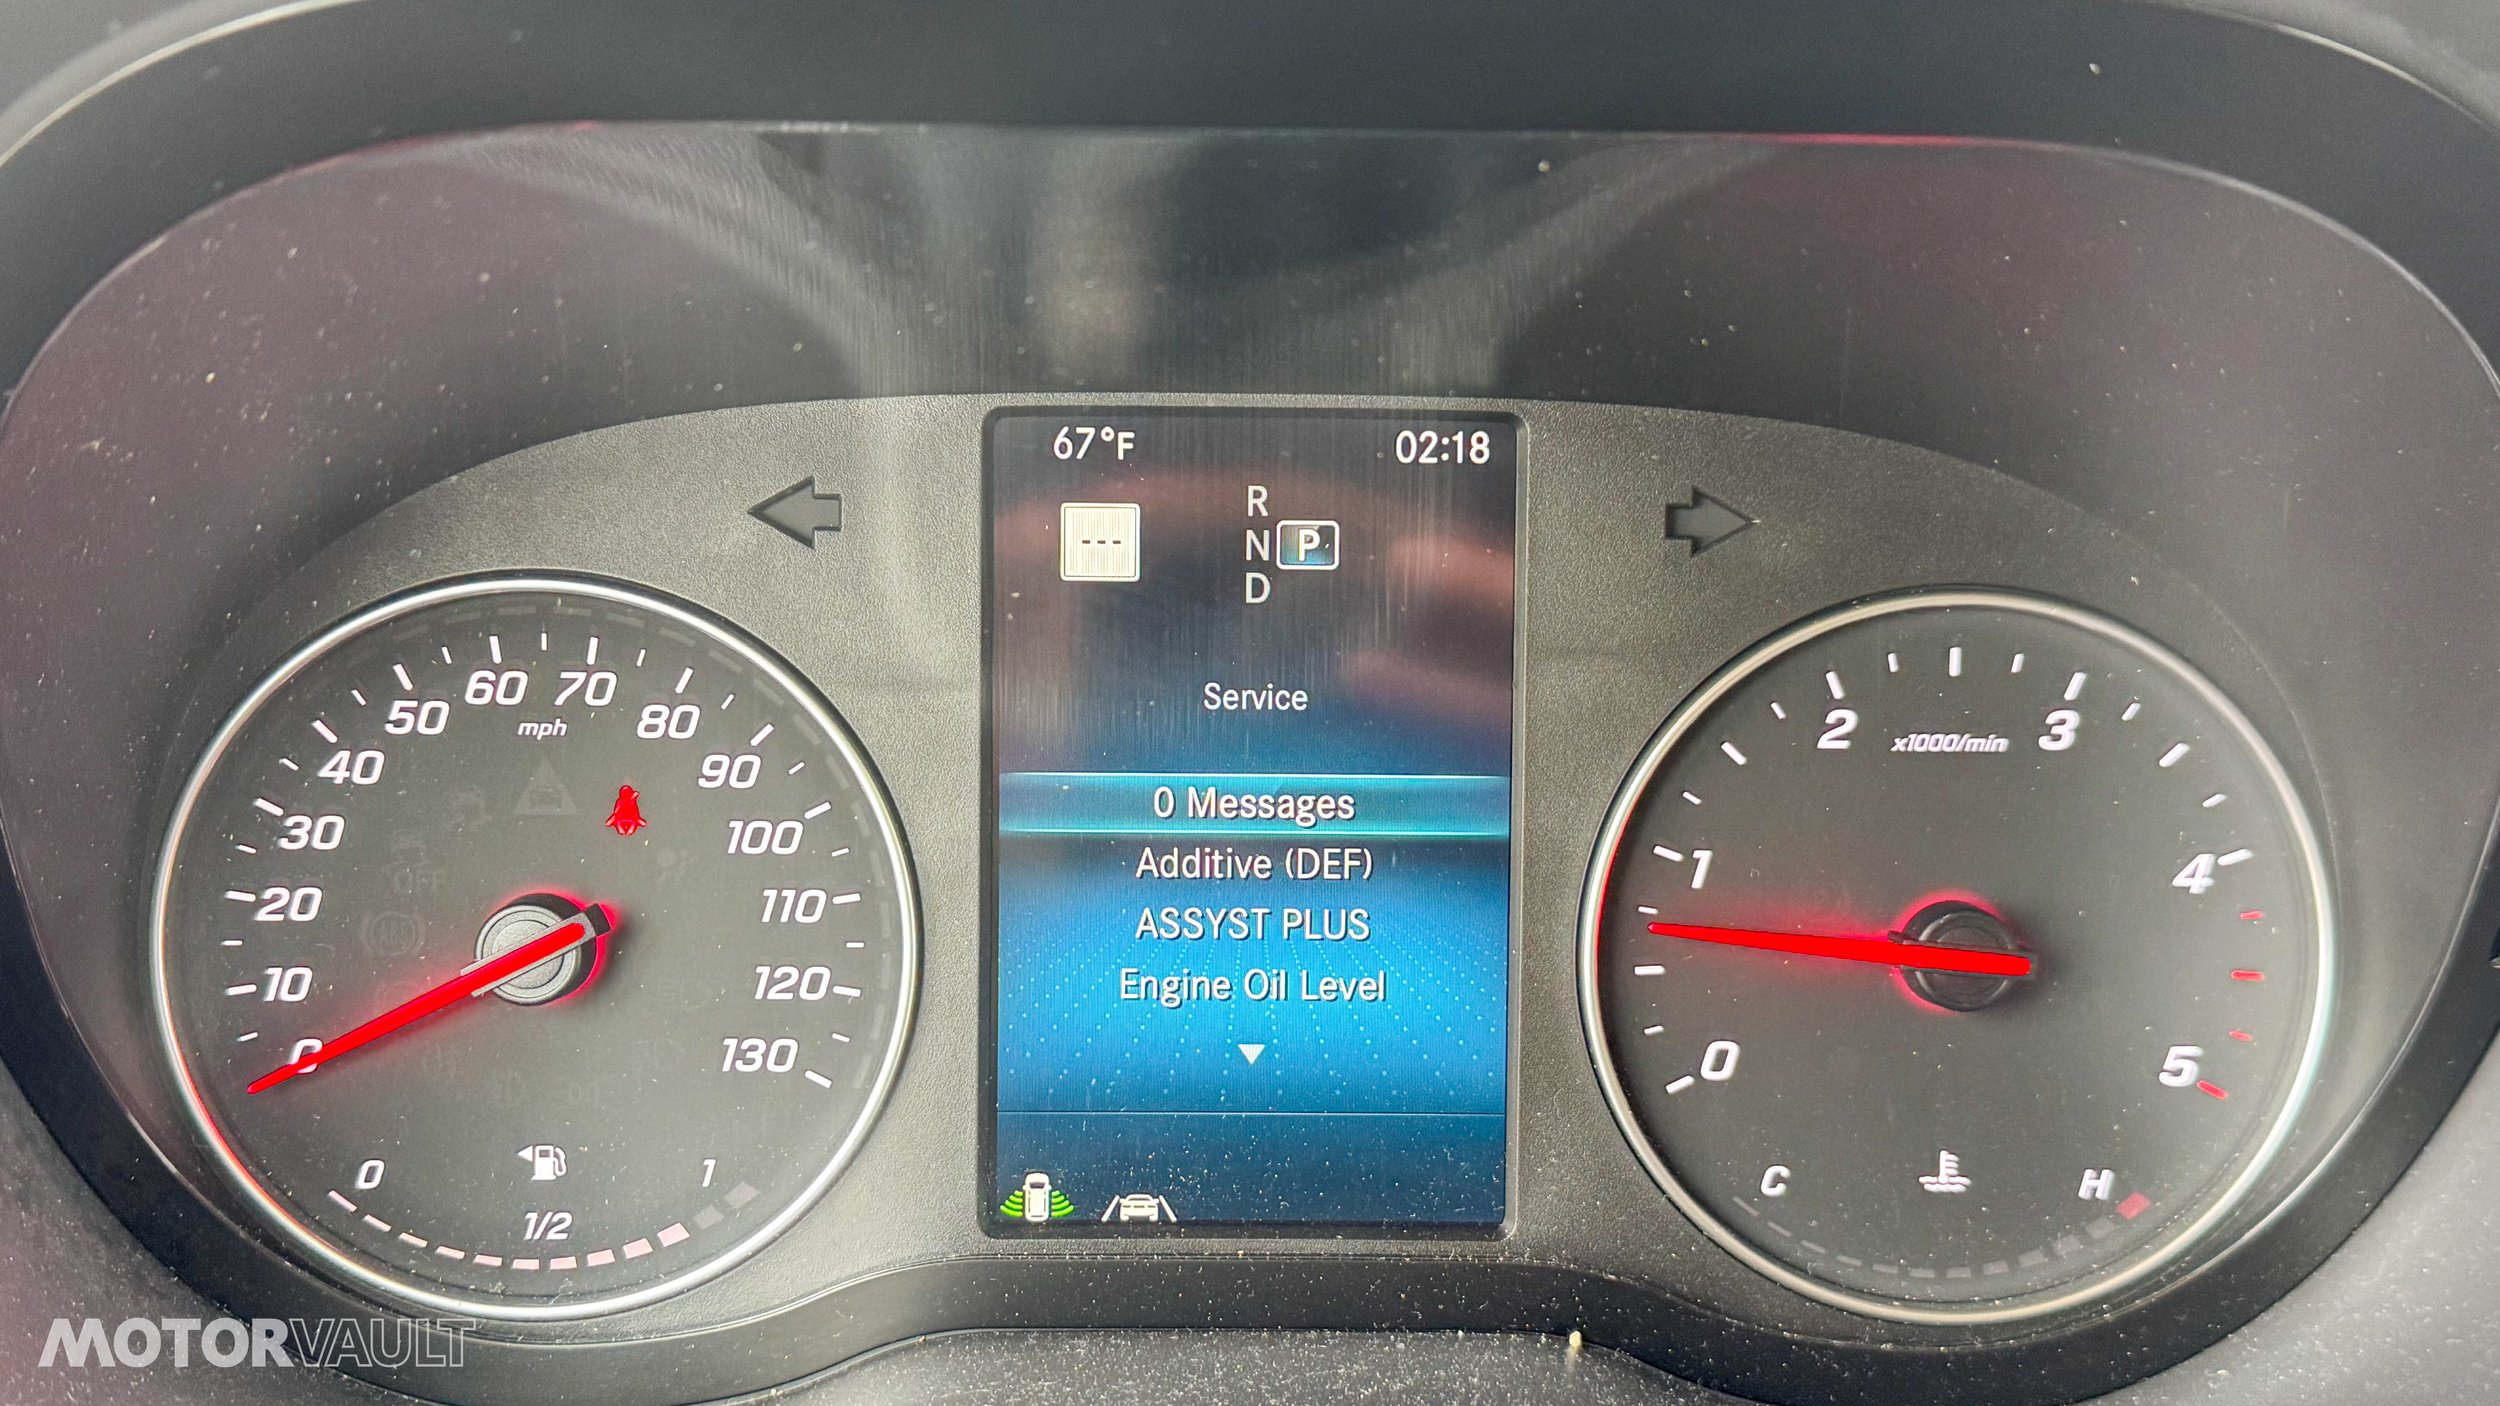 67°F 02:18
---
R
N P
D
Service
0 Messages
Additive (DEF)
ASSYST PLUS
Engine Oil Level
0 10 20 30 40 50 60 70 80 90 100 110 120 130
mph
0 1/2 1
0 1 2 3 4 5
x1000/min
C H
MOTORVAULT